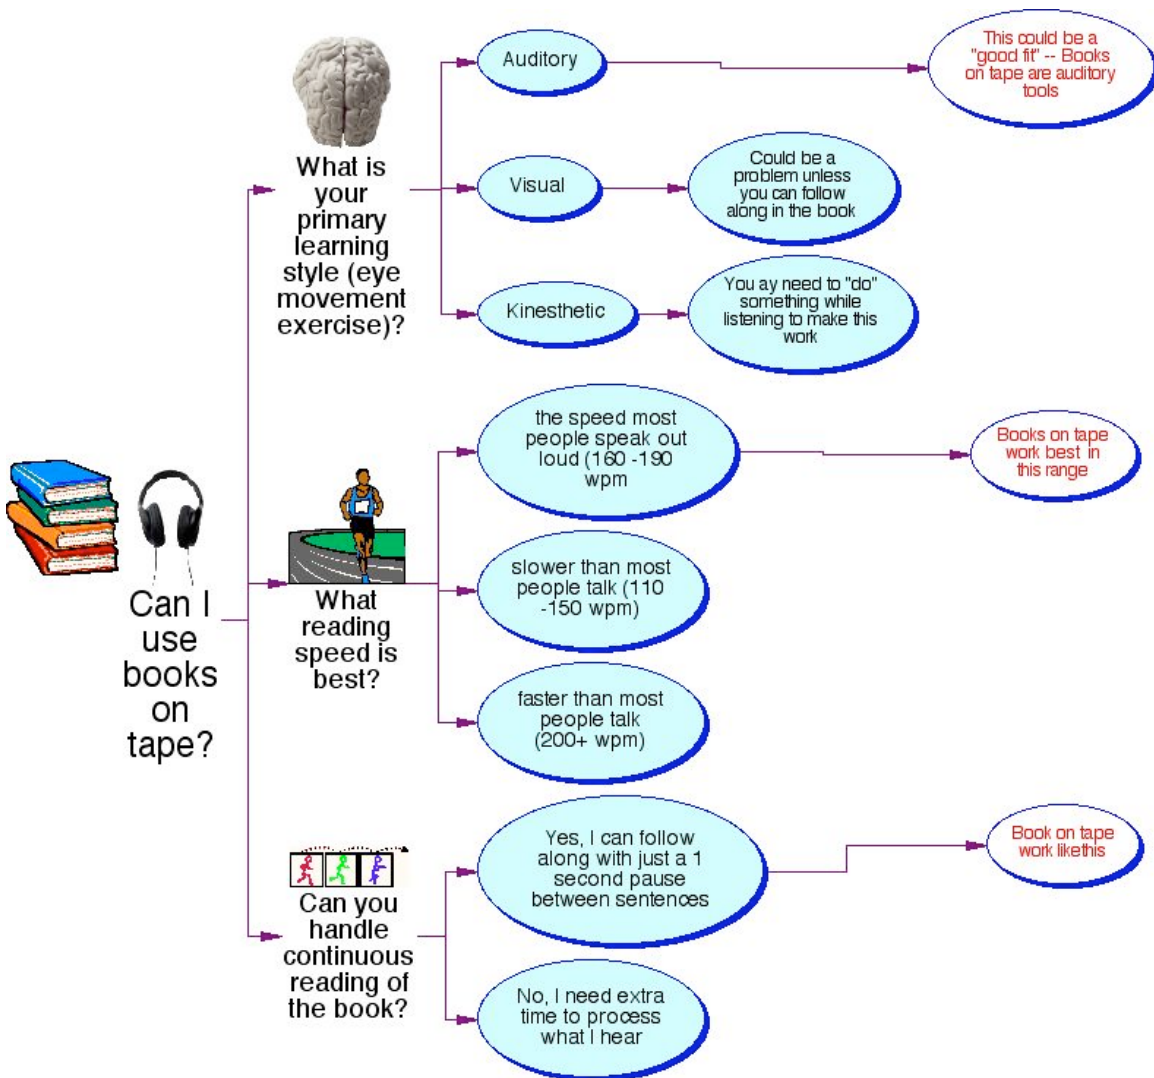 Can I
use
books
on
tape?
What is
your
primary
learning
style (eye
movement
exercise)?
Auditory
This could be a
"good fit" -- Books
on tape are auditory
tools
Visual
Could be a
problem unless
you can follow
along in the book
Kinesthetic
You ay need to "do"
something while
listening to make this
work
What
reading
speed is
best?
the speed most
people speak out
loud (160 -190
wpm
Books on tape
work best in
this range
slower than most
people talk (110
-150 wpm)
faster than most
people talk
(200+ wpm)
Can you
handle
continuous
reading of
the book?
Yes, I can follow
along with just a 1
second pause
between sentences
Book on tape
work likethis
No, I need extra
time to process
what I hear